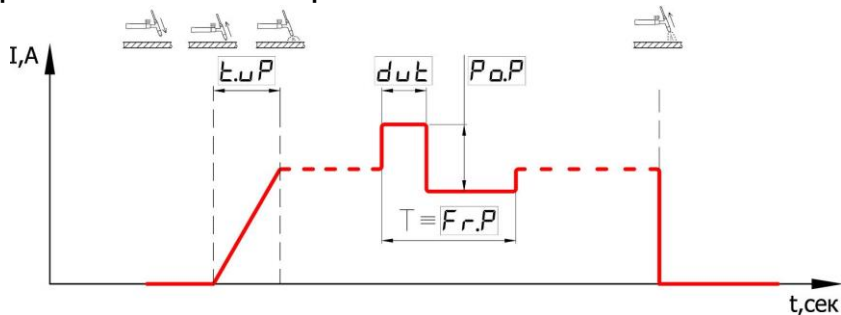 I,A
t.uP
dut
Po.P
T ≡ Fr.P
t,сек